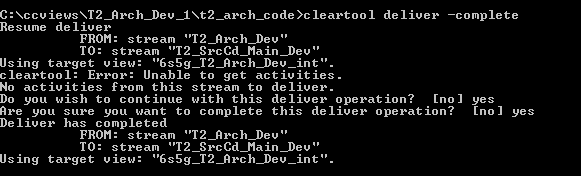 C:\ccviews\T2_Arch_Dev_1\t2_arch_code>cleartool deliver -complete
Resume deliver
FROM: stream "T2_Arch_Dev"
TO: stream "T2_SrcCd_Main_Dev"
Using target view: "6s5g_T2_Arch_Dev_int".
cleartool: Error: Unable to get activities.
No activities from this stream to deliver.
Do you wish to continue with this deliver operation?  [no] yes
Are you sure you want to complete this deliver operation?  [no] yes
Deliver has completed
FROM: stream "T2_Arch_Dev"
TO: stream "T2_SrcCd_Main_Dev"
Using target view: "6s5g_T2_Arch_Dev_int".